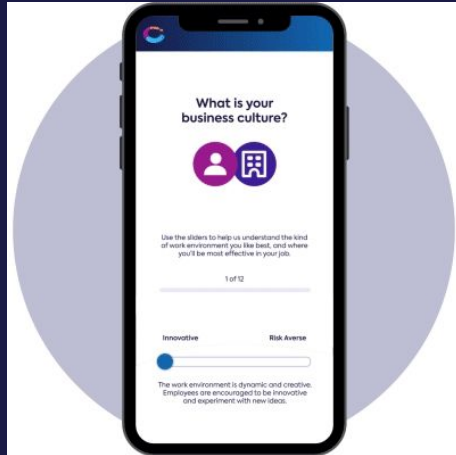 What is your
business culture?
Use the sliders to help us understand the kind
of work environment you like best, and where
you'll be most effective in your job.
1 of 12
Innovative Risk Averse
The work environment is dynamic and creative.
Employees are encouraged to be innovative
and experiment with new ideas.